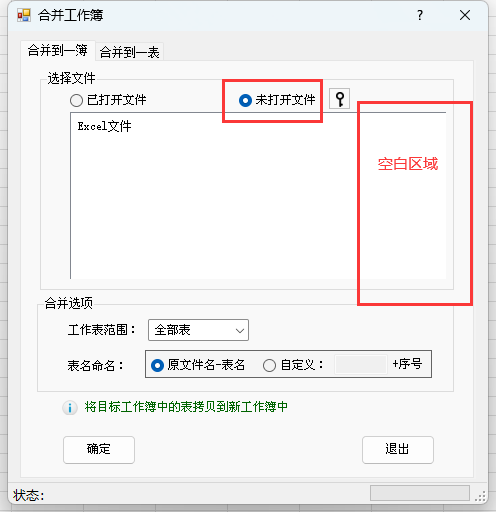 合并工作簿
合并到一簿 合并到一表
选择文件
已打开文件 未打开文件
Excel文件
空白区域
合并选项
工作表范围： 全部表
表名命名： 原文件名-表名 自定义： +序号
将目标工作簿中的表拷贝到新工作簿中
确定 退出
状态: